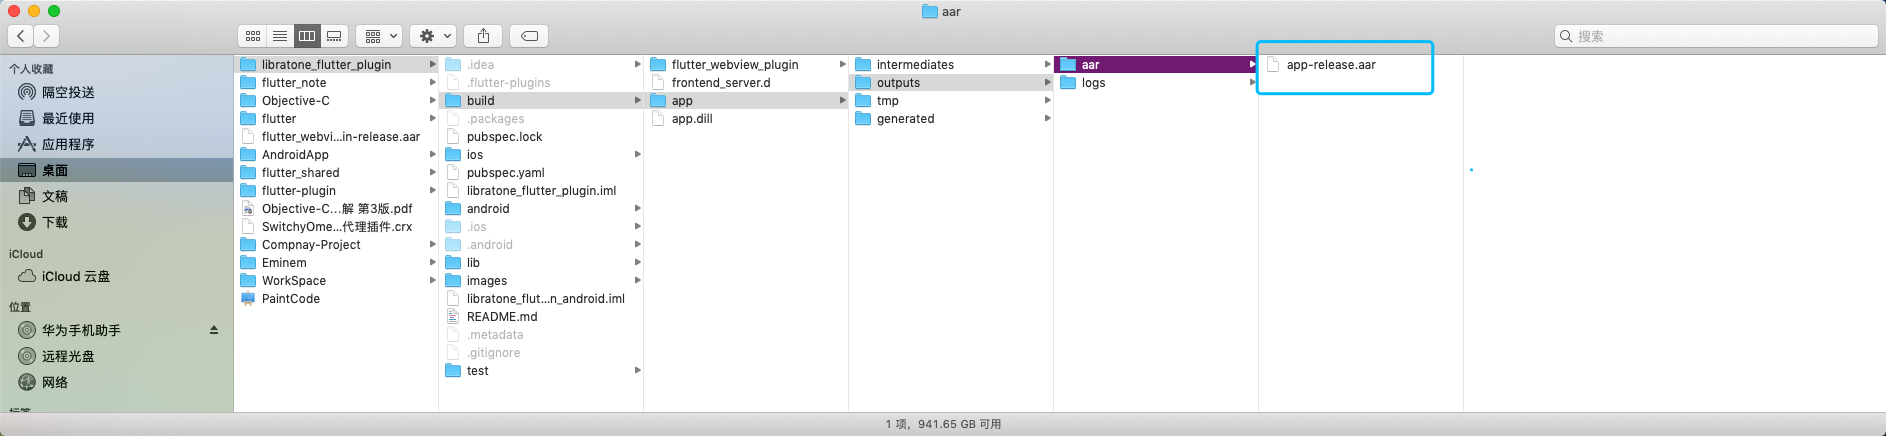 aar
搜索
个人收藏
隔空投送
最近使用
应用程序
桌面
文稿
下载
iCloud
iCloud 云盘
位置
华为手机助手
远程光盘
网络
libratone_flutter_plugin
flutter_note
Objective-C
flutter
flutter_webvi...in-release.aar
AndroidApp
flutter_shared
flutter-plugin
Objective-C...解 第3版.pdf
SwitchyOme...代理插件.crx
Compnay-Project
Eminem
WorkSpace
PaintCode
.idea
.flutter-plugins
build
.packages
pubspec.lock
ios
pubspec.yaml
libratone_flutter_plugin.iml
android
.ios
.android
lib
images
libratone_flut...n_android.iml
README.md
.metadata
.gitignore
test
flutter_webview_plugin
frontend_server.d
app
app.dill
intermediates
outputs
tmp
generated
aar
logs
app-release.aar
1 项，941.65 GB 可用